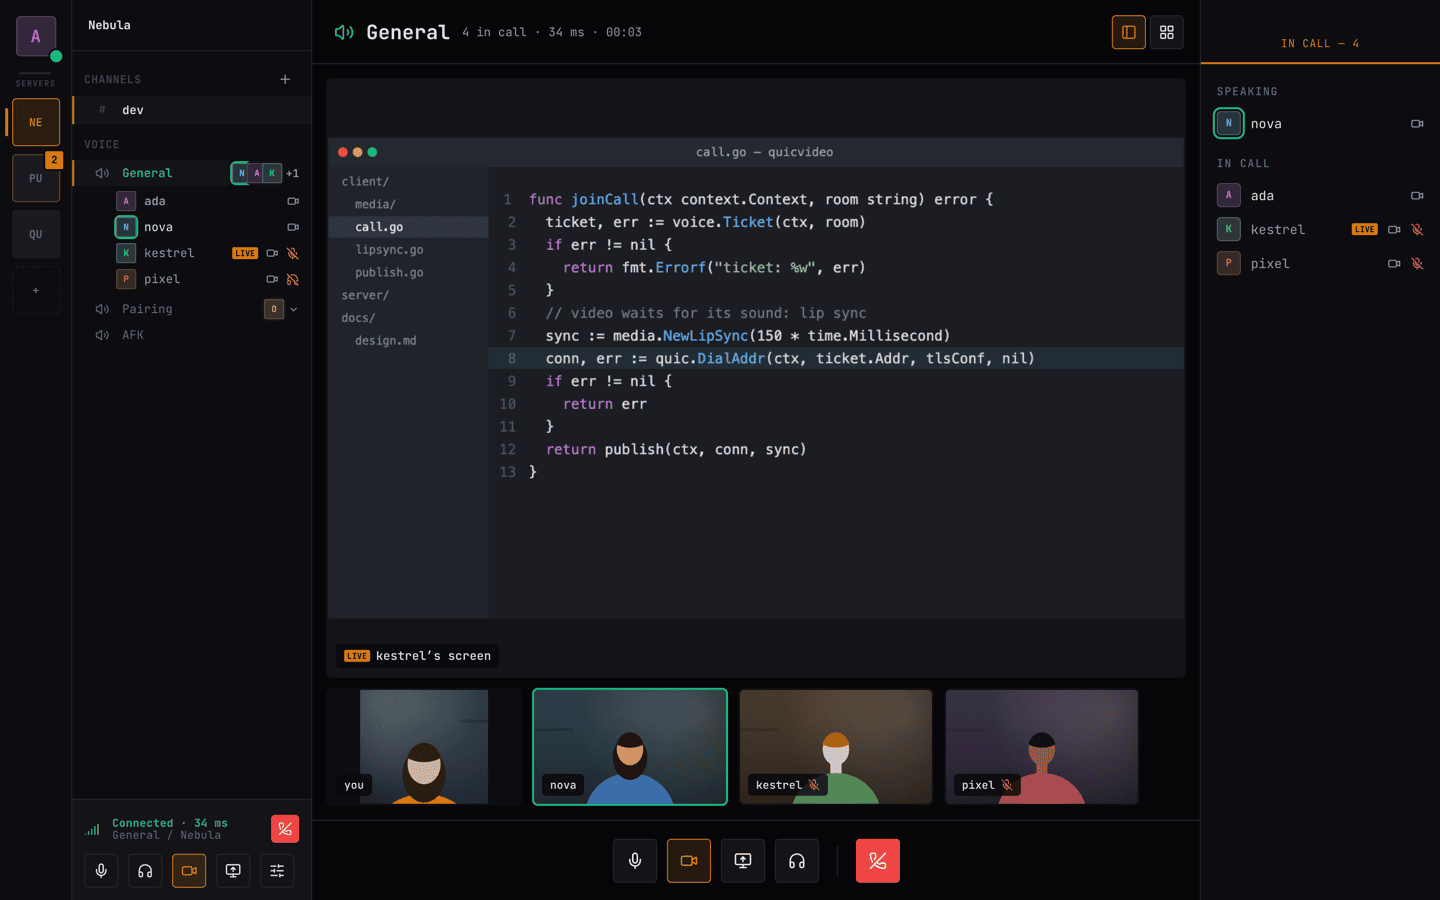 A
SERVERS
NE
2
PU
QU
+
Nebula
CHANNELS
# dev
VOICE
General N A K +1
A ada
N nova
K kestrel LIVE
P pixel
Pairing O
AFK
Connected · 34 ms
General / Nebula
General 4 in call · 34 ms · 00:03
call.go — quicvideo
client/
media/
call.go
lipsync.go
publish.go
server/
docs/
design.md
1 func joinCall(ctx context.Context, room string) error {
2 ticket, err := voice.Ticket(ctx, room)
3 if err != nil {
4 return fmt.Errorf("ticket: %w", err)
5 }
6 // video waits for its sound: lip sync
7 sync := media.NewLipSync(150 * time.Millisecond)
8 conn, err := quic.DialAddr(ctx, ticket.Addr, tlsConf, nil)
9 if err != nil {
10 return err
11 }
12 return publish(ctx, conn, sync)
13 }
LIVE kestrel's screen
you
nova
kestrel
pixel
IN CALL — 4
SPEAKING
N nova
IN CALL
A ada
K kestrel LIVE
P pixel